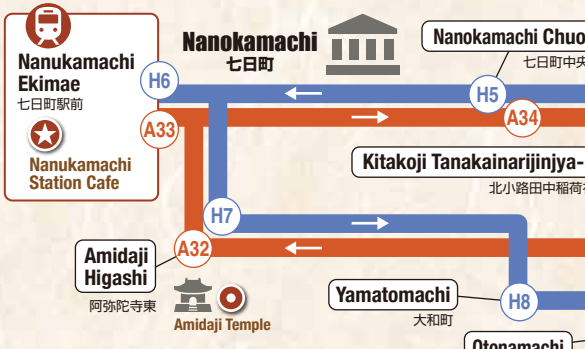 Nanukamachi
Ekimae
七日町駅前
Nanukamachi
Station Cafe
H6
A33
Nanokamachi
七日町
Nanokamachi Chuo
七日町中央
H5
A34
Kitakoji Tanakainarijinjya-
北小路田中稲荷
H7
A32
Amidaji
Higashi
阿弥陀寺東
Amidaji Temple
Yamatomachi
大和町
H8
Otonamachi